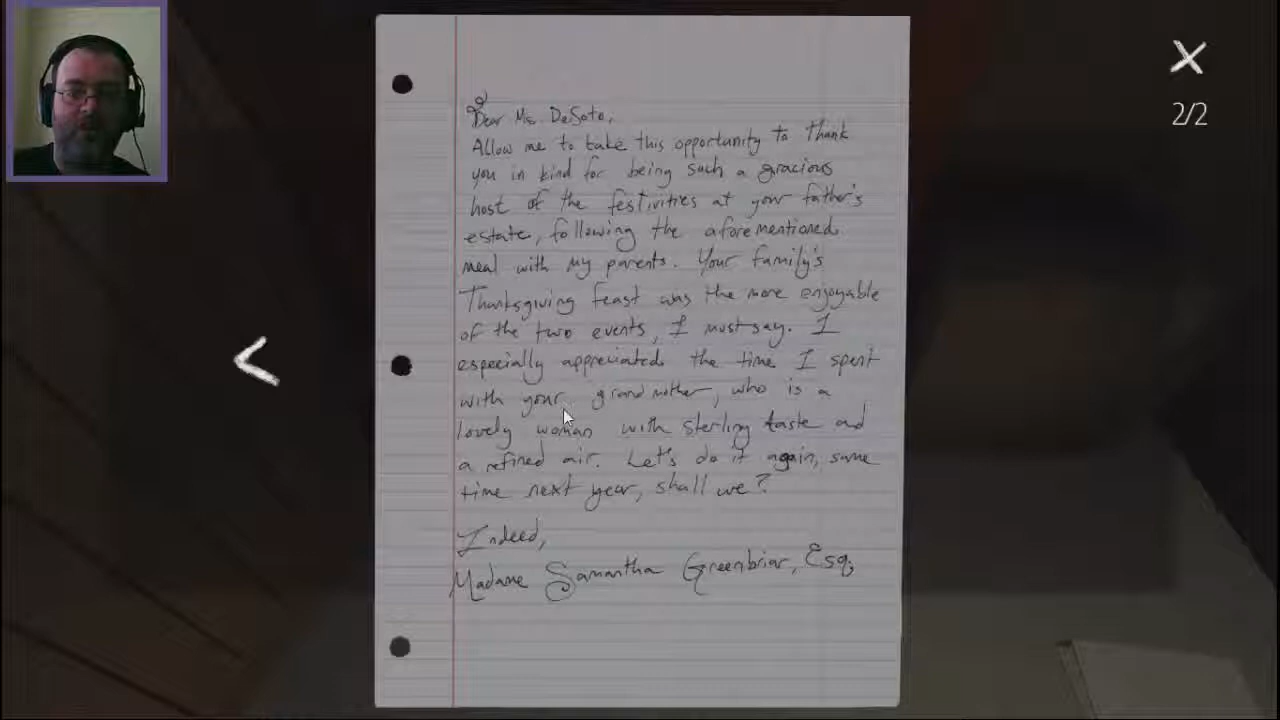 2/2
Dear Ms. DeSoto,
Allow me to take this opportunity to thank
you in kind for being such a gracious
host of the festivities at your father's
estate, following the aforementioned
meal with my parents. Your family's
Thanksgiving feast was the more enjoyable
of the two events, I must say. I
especially appreciated the time I spent
with your grandmother, who is a
lovely woman with sterling taste and
a refined air. Let's do it again, same
time next year, shall we?
Indeed,
Madame Samantha Greenbriar, Esq.